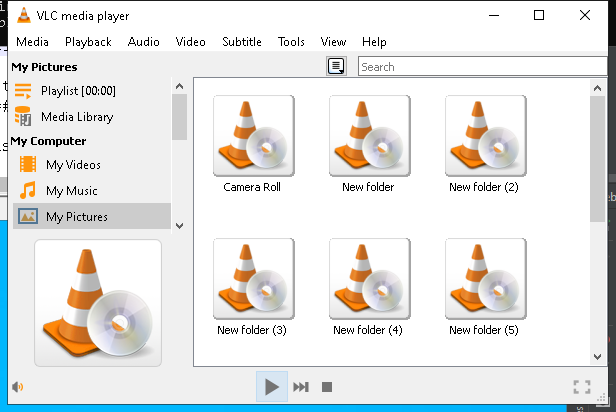 VLC media player
Media Playback Audio Video Subtitle Tools View Help
My Pictures
Search
Playlist [00:00]
Media Library
My Computer
My Videos
My Music
My Pictures
Camera Roll
New folder
New folder (2)
New folder (3)
New folder (4)
New folder (5)